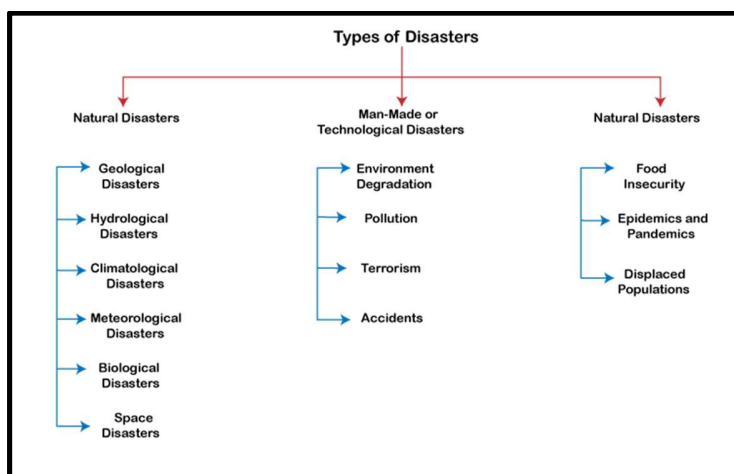 Types of Disasters
Natural Disasters
Geological
Disasters
Hydrological
Disasters
Climatological
Disasters
Meteorological
Disasters
Biological
Disasters
Space
Disasters
Man-Made or
Technological Disasters
Environment
Degradation
Pollution
Terrorism
Accidents
Natural Disasters
Food
Insecurity
Epidemics and
Pandemics
Displaced
Populations